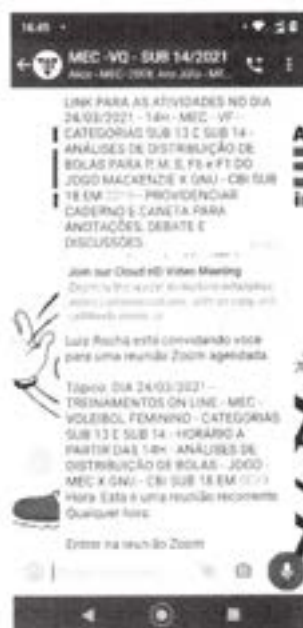 16:45
MEC -VQ - SUB 14/2021
LINK PARA AS ATIVIDADES NO DIA
24/03/2021 - 14H - MEC - VF -
CATEGORIAS SUB 13 E SUB 14 -
ANÁLISES DE DISTRIBUIÇÃO DE
BOLAS PARA P, M, S, Fb e F1 DO
JOGO MACKENZIE X GNU - CBI SUB
18 EM - PROVIDENCIAR
CADERNO E CANETA PARA
ANOTAÇÕES, DEBATE E
DISCUSSÕES.
Join our Cloud HD Video Meeting
Luiz Rocha está convidando você
para uma reunião Zoom agendada.
Tópico: DIA 24/03/2021 -
TREINAMENTOS ON LINE - MEC -
VOLEIBOL FEMININO - CATEGORIAS
SUB 13 E SUB 14 - HORÁRIO A
PARTIR DAS 14H - ANÁLISES DE
DISTRIBUIÇÃO DE BOLAS - JOGO -
MEC X GNU - CBI SUB 18 EM
Hora: Esta é uma reunião recorrente
Qualquer hora
Entrar na reunião Zoom